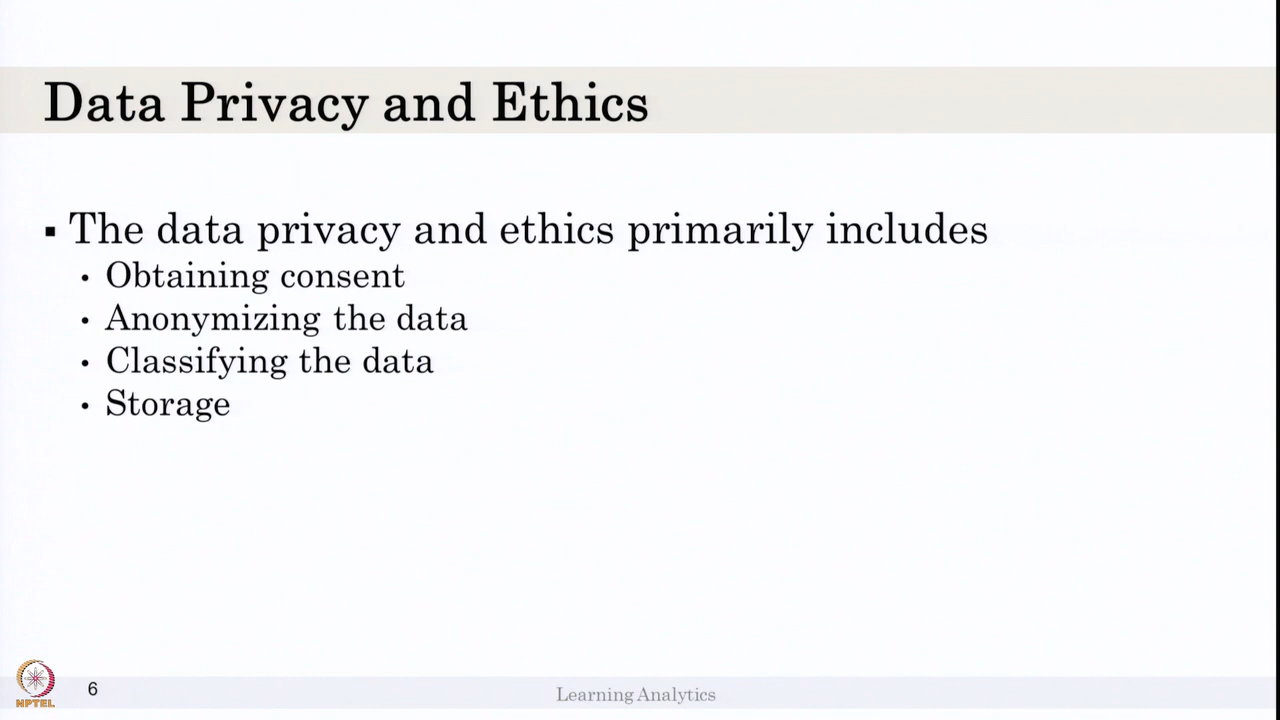 Data Privacy and Ethics
▪ The data privacy and ethics primarily includes
• Obtaining consent
• Anonymizing the data
• Classifying the data
• Storage
NPTEL
6
Learning Analytics